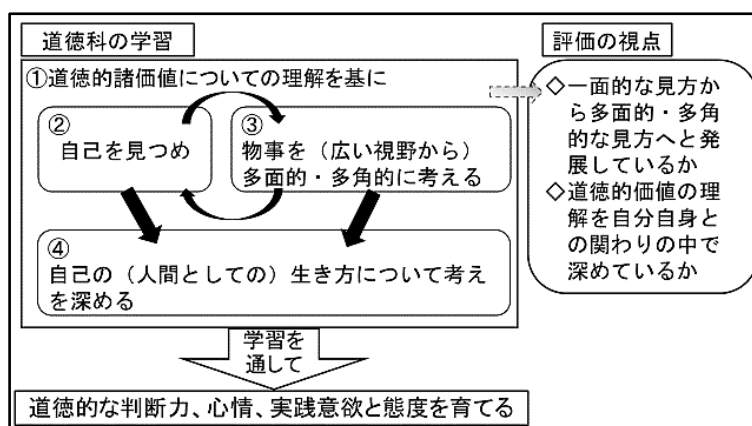 道徳科の学習
①道徳的諸価値についての理解を基に
②
自己を見つめ
③
物事を（広い視野から）
多面的・多角的に考える
④
自己の（人間としての）生き方について考え
を深める
学習を
通して
道徳的な判断力、心情、実践意欲と態度を育てる
評価の視点
◇一面的な見方か
ら多面的・多角
的な見方へと発
展しているか
◇道徳的価値の理
解を自分自身と
の関わりの中で
深めているか